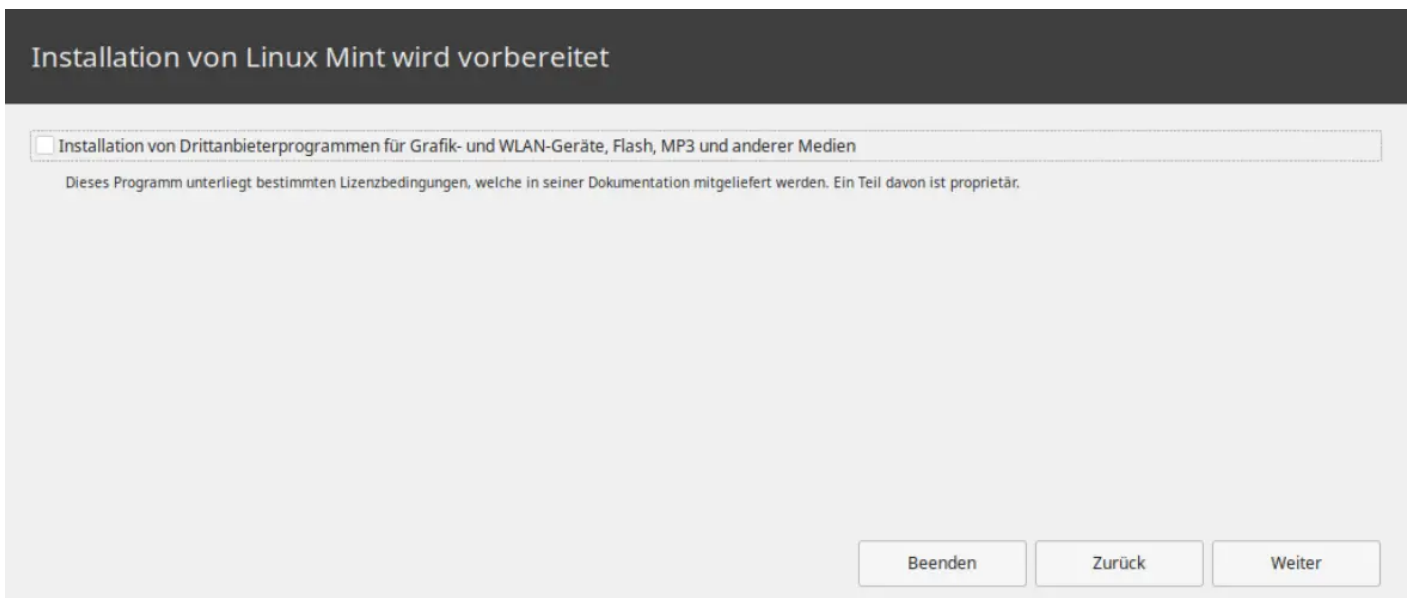 Installation von Linux Mint wird vorbereitet
Installation von Drittanbieterprogrammen für Grafik- und WLAN-Geräte, Flash, MP3 und anderer Medien
Dieses Programm unterliegt bestimmten Lizenzbedingungen, welche in seiner Dokumentation mitgeliefert werden. Ein Teil davon ist proprietär.
Beenden
Zurück
Weiter